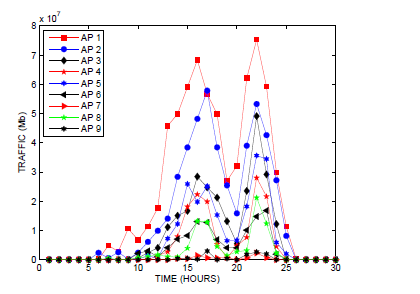 x 10⁷
8
7
6
5
4
3
2
1
0
TRAFFIC (Mb)
AP 1
AP 2
AP 3
AP 4
AP 5
AP 6
AP 7
AP 8
AP 9
0 5 10 15 20 25 30
TIME (HOURS)